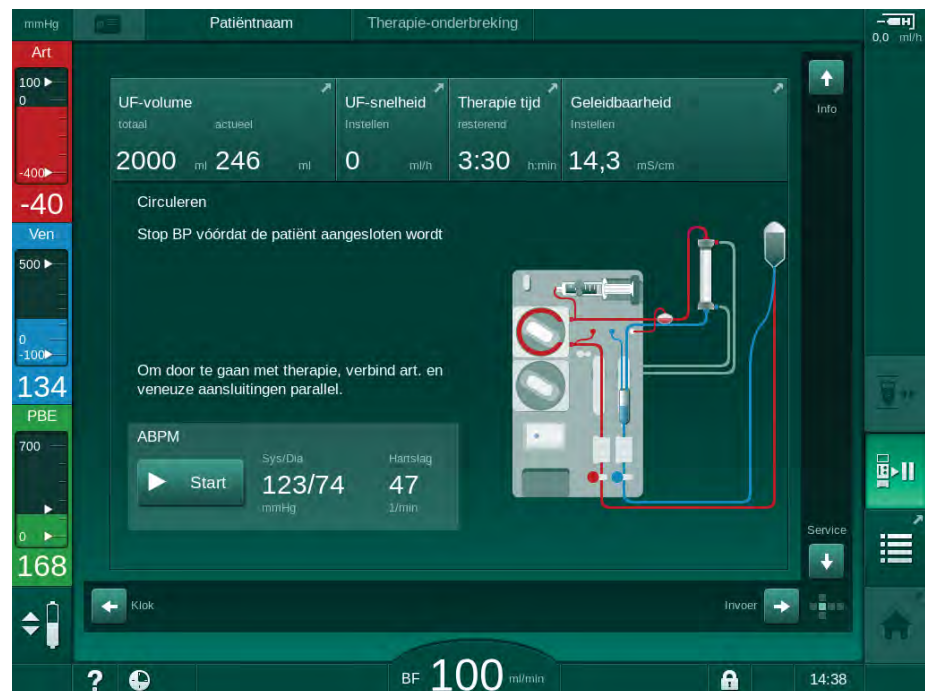 mmHg
Patiëntnaam
Therapie-onderbreking
0,0 ml/h
Art
100
0
-400
-40
Ven
500
0
-100
134
PBE
700
0
168
UF-volume
totaal actueel
2000 ml 246 ml
UF-snelheid
Instellen
0 ml/h
Therapie tijd
resterend
3:30 h:min
Geleidbaarheid
Instellen
14,3 mS/cm
Info
Circuleren
Stop BP vóórdat de patiënt aangesloten wordt
Om door te gaan met therapie, verbind art. en
veneuze aansluitingen parallel.
ABPM
Start
Sys/Dia
123/74
mmHg
Hartslag
47
1/min
Service
Klok
Invoer
?
BF 100 ml/min
14:38